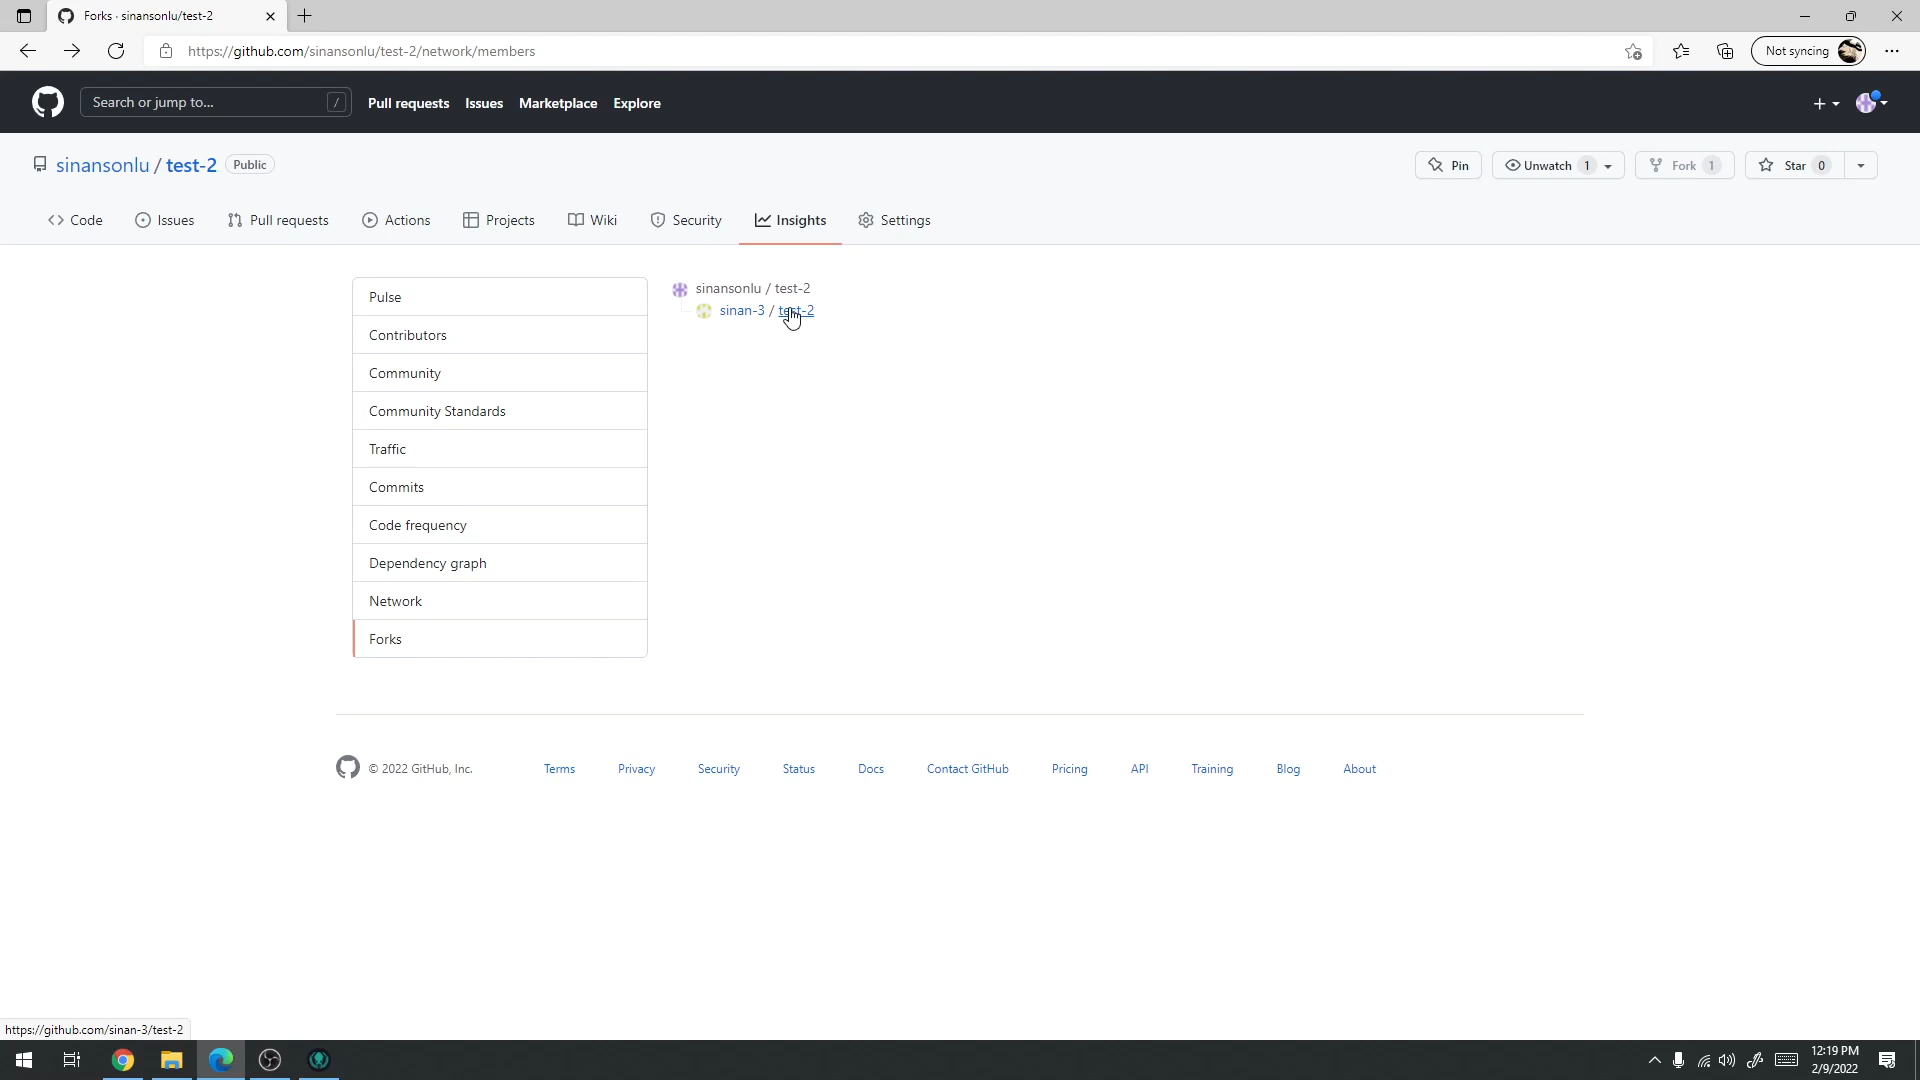 Forks · sinansonlu/test-2
https://github.com/sinansonlu/test-2/network/members
Not syncing
Search or jump to...
/
Pull requests Issues Marketplace Explore
sinansonlu / test-2 Public
Pin
Unwatch 1
Fork 1
Star 0
Code Issues Pull requests Actions Projects Wiki Security Insights Settings
Pulse
Contributors
Community
Community Standards
Traffic
Commits
Code frequency
Dependency graph
Network
Forks
sinansonlu / test-2
sinan-3 / test-2
© 2022 GitHub, Inc. Terms Privacy Security Status Docs Contact GitHub Pricing API Training Blog About
https://github.com/sinan-3/test-2
12:19 PM
2/9/2022